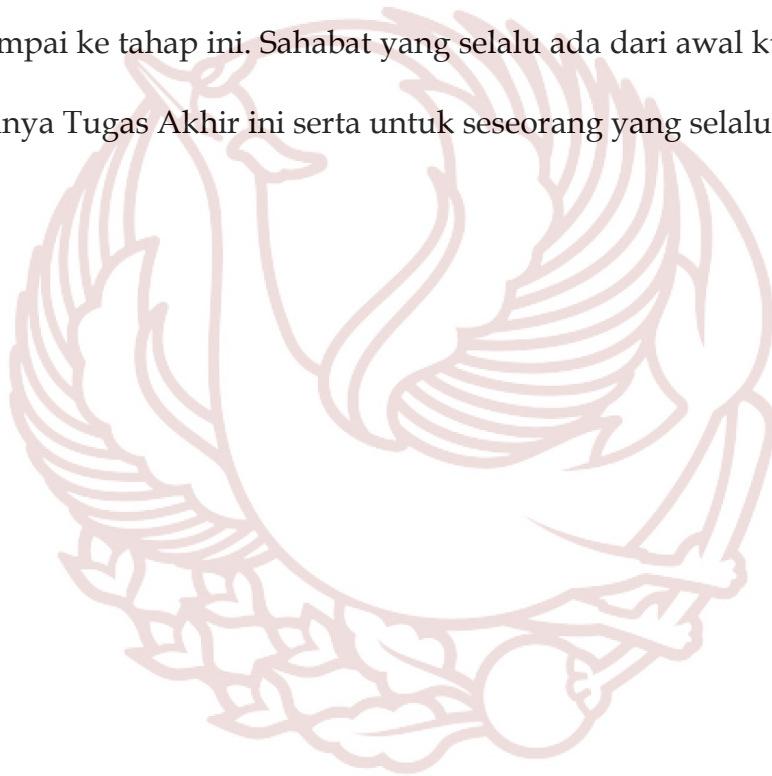 mpai ke tahap ini. Sahabat yang selalu ada dari awal
nya Tugas Akhir ini serta untuk seseorang yang selalu